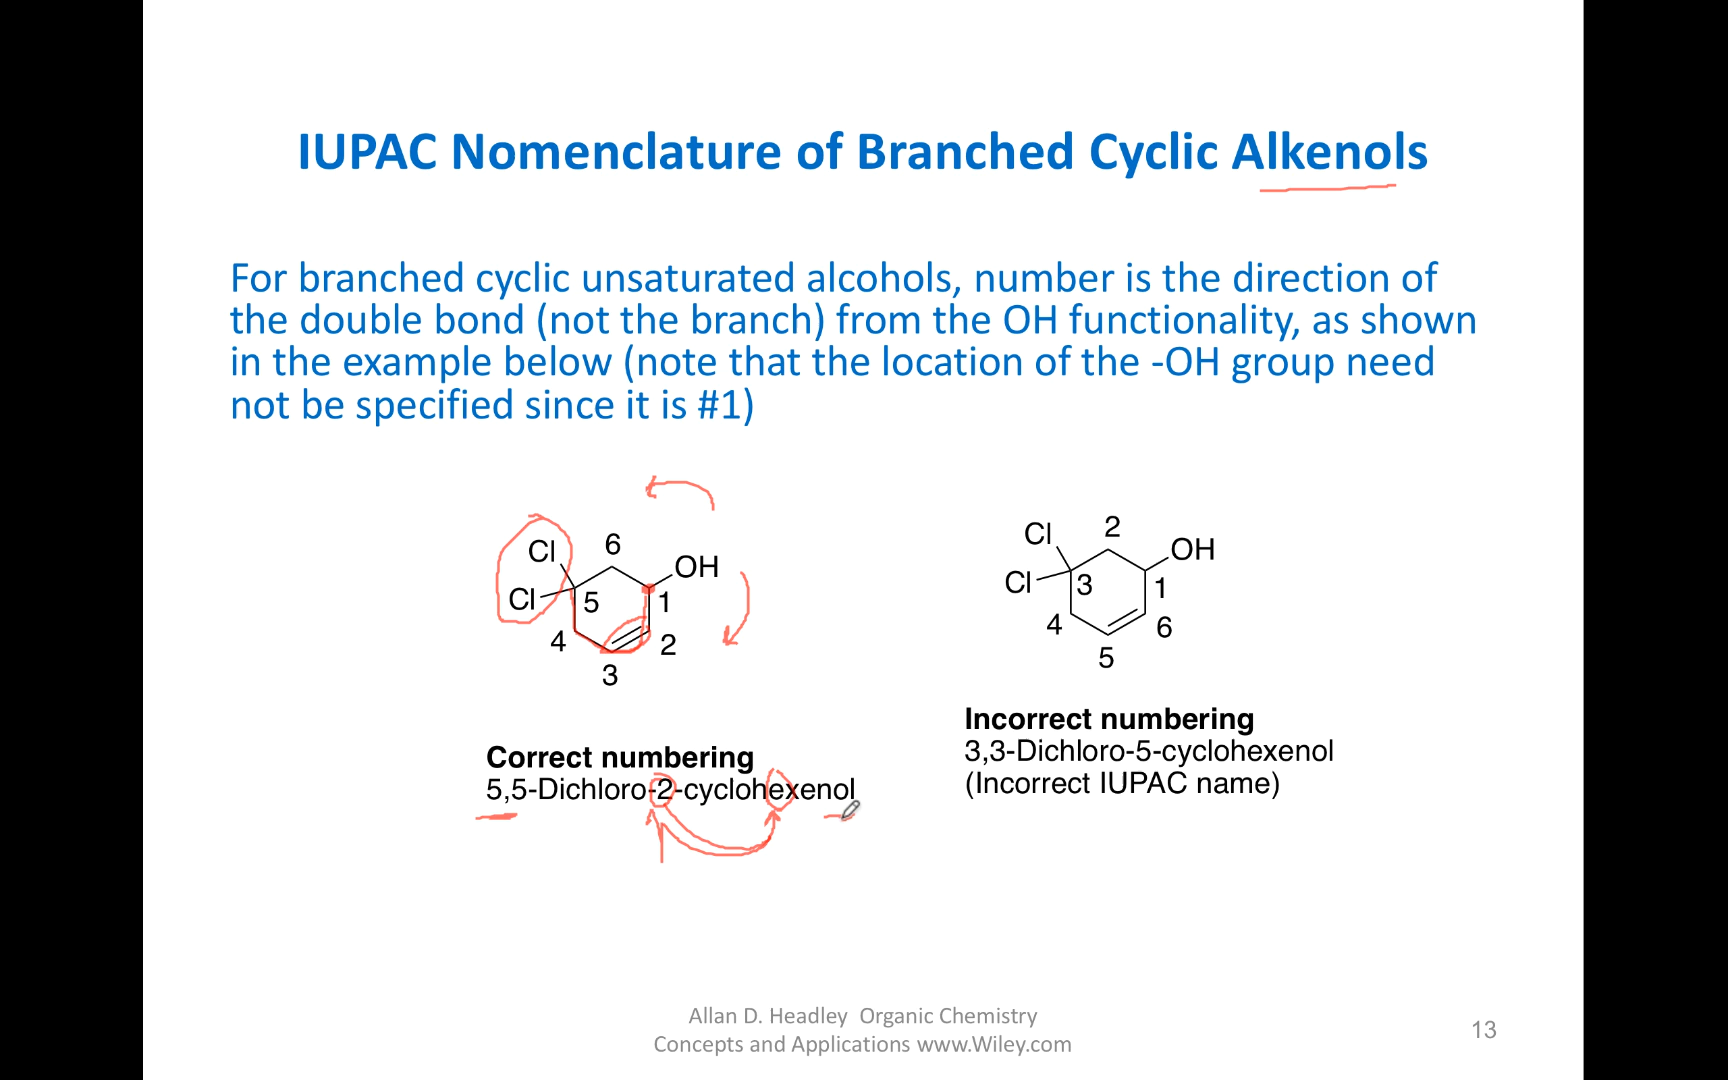 IUPAC Nomenclature of Branched Cyclic Alkenols
For branched cyclic unsaturated alcohols, number is the direction of
the double bond (not the branch) from the OH functionality, as shown
in the example below (note that the location of the -OH group need
not be specified since it is #1)
Cl
6
OH
Cl
5
1
4
2
3
Correct numbering
5,5-Dichloro-2-cyclohexenol
Cl
2
OH
Cl
3
1
4
6
5
Incorrect numbering
3,3-Dichloro-5-cyclohexenol
(Incorrect IUPAC name)
Allan D. Headley Organic Chemistry
Concepts and Applications www.Wiley.com
13